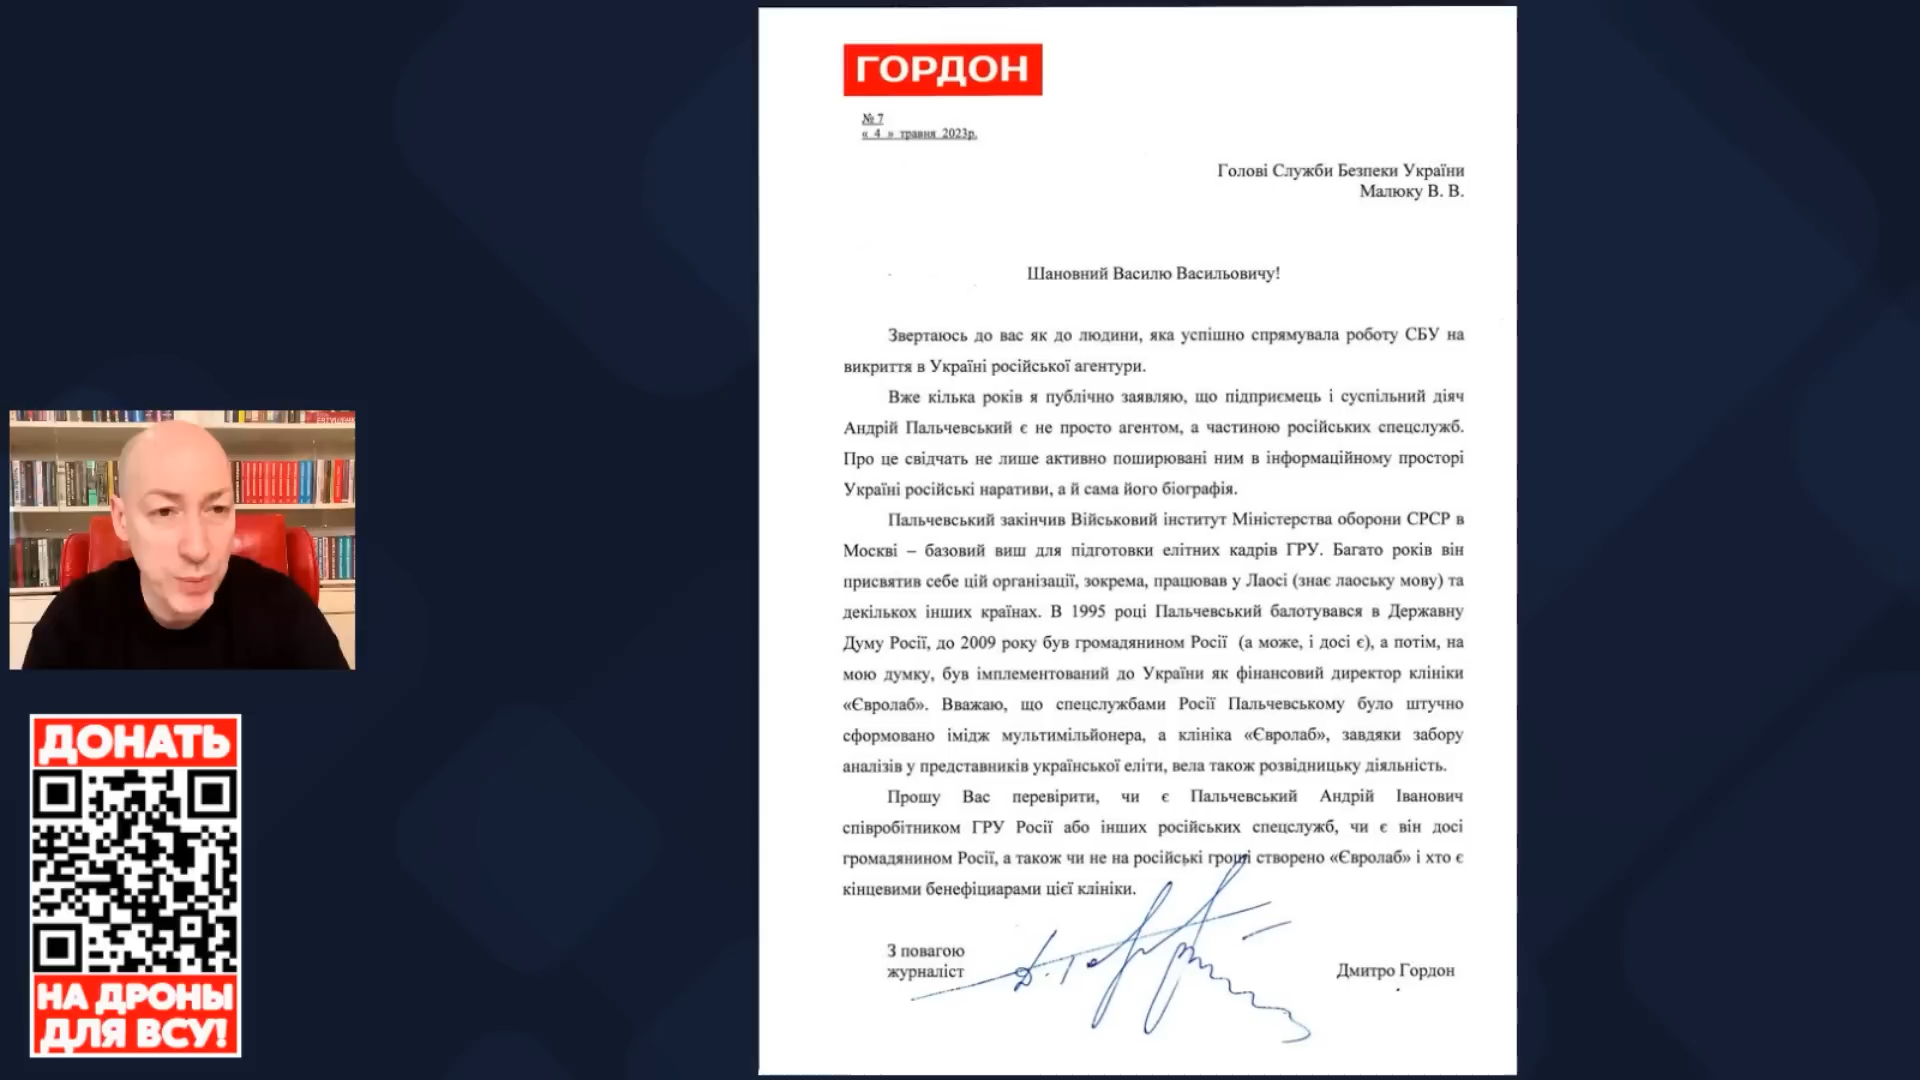 ГОРДОН
№ 7
« 4 » травня 2023р.
Голові Служби Безпеки України
Малюку В. В.
Шановний Василю Васильовичу!
Звертаюсь до вас як до людини, яка успішно спрямувала роботу СБУ на
викриття в Україні російської агентури.
Вже кілька років я публічно заявляю, що підприємець і суспільний діяч
Андрій Пальчевський є не просто агентом, а частиною російських спецслужб.
Про це свідчать не лише активно поширювані ним в інформаційному просторі
Україні російські наративи, а й сама його біографія.
Пальчевський закінчив Військовий інститут Міністерства оборони СРСР в
Москві – базовий виш для підготовки елітних кадрів ГРУ. Багато років він
присвятив себе цій організації, зокрема, працював у Лаосі (знає лаоську мову) та
декількох інших країнах. В 1995 році Пальчевський балотувався в Державну
Думу Росії, до 2009 року був громадянином Росії (а може, і досі є), а потім, на
мою думку, був імплементований до України як фінансовий директор клініки
«Євролаб». Вважаю, що спецслужбами Росії Пальчевському було штучно
сформовано імідж мультимільйонера, а клініка «Євролаб», завдяки забору
аналізів у представників української еліти, вела також розвідницьку діяльність.
Прошу Вас перевірити, чи є Пальчевський Андрій Іванович
співробітником ГРУ Росії або інших російських спецслужб, чи є він досі
громадянином Росії, а також чи не на російські гроші створено «Євролаб» і хто є
кінцевими бенефіциарами цієї клініки.
З повагою
журналіст
Дмитро Гордон
ДОНАТЬ
НА ДРОНЫ
ДЛЯ ВСУ!